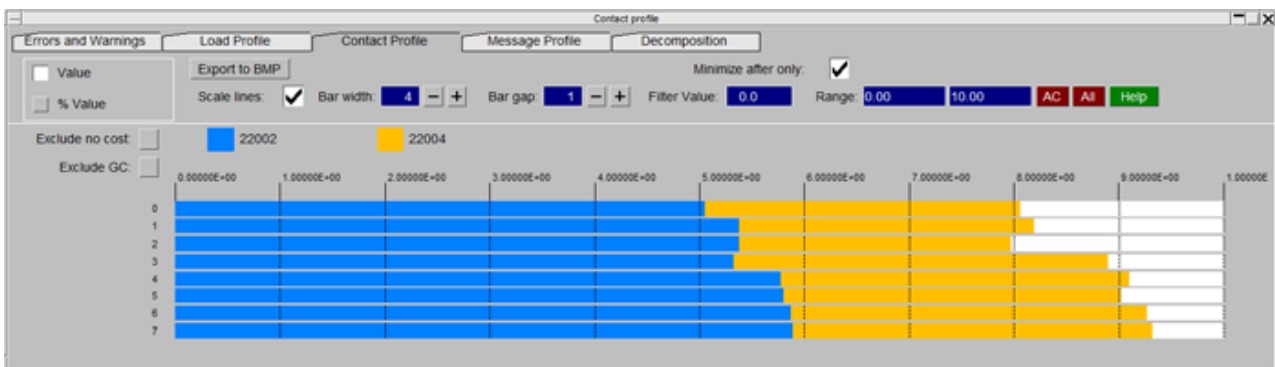 Contact profile
Errors and Warnings Load Profile Contact Profile Message Profile Decomposition
Value Export to BMP Minimize after only:
% Value Scale lines: Bar width: 4 − + Bar gap: 1 − + Filter Value: 0.0 Range: 0.00 10.00 AC All Help
Exclude no cost: 22002 22004
Exclude GC:
0.00000E+00 1.00000E+00 2.00000E+00 3.00000E+00 4.00000E+00 5.00000E+00 6.00000E+00 7.00000E+00 8.00000E+00 9.00000E+00 1.00000E
0
1
2
3
4
5
6
7